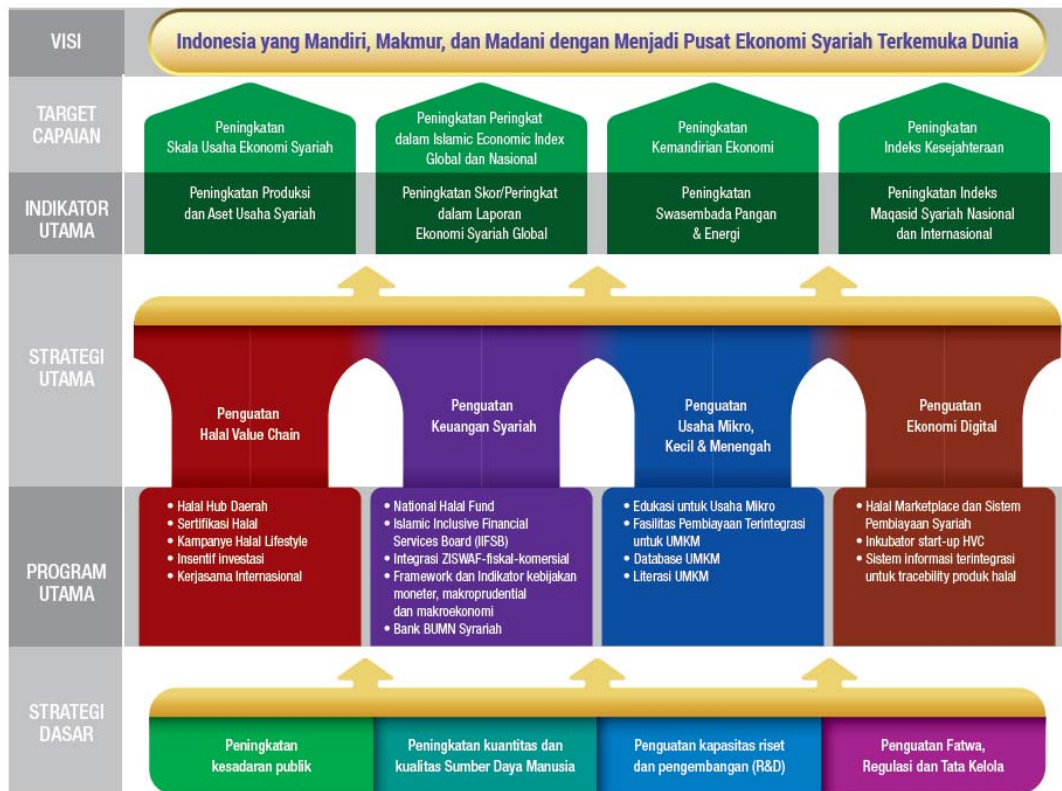 VISI
Indonesia yang Mandiri, Makmur, dan Madani dengan Menjadi Pusat Ekonomi Syariah Terkemuka Dunia
TARGET
CAPAIAN
Peningkatan
Skala Usaha Ekonomi Syariah
Peningkatan Peringkat
dalam Islamic Economic Index
Global dan Nasional
Peningkatan
Kemandirian Ekonomi
Peningkatan
Indeks Kesejahteraan
INDIKATOR
UTAMA
Peningkatan Produksi
dan Aset Usaha Syariah
Peningkatan Skor/Peringkat
dalam Laporan
Ekonomi Syariah Global
Peningkatan
Swasembada Pangan
& Energi
Peningkatan Indeks
Maqasid Syariah Nasional
dan Internasional
STRATEGI
UTAMA
Penguatan
Halal Value Chain
Penguatan
Keuangan Syariah
Penguatan
Usaha Mikro,
Kecil & Menengah
Penguatan
Ekonomi Digital
PROGRAM
UTAMA
• Halal Hub Daerah
• Sertifikasi Halal
• Kampanye Halal Lifestyle
• Insentif investasi
• Kerjasama Internasional
• National Halal Fund
• Islamic Inclusive Financial
Services Board (IIFSB)
• Integrasi ZISWAF-fiskal-komersial
• Framework dan Indikator kebijakan
moneter, makroprudential
dan makroekonomi
• Bank BUMN Syrariah
• Edukasi untuk Usaha Mikro
• Fasilitas Pembiayaan Terintegrasi
untuk UMKM
• Database UMKM
• Literasi UMKM
• Halal Marketplace dan Sistem
Pembiayaan Syariah
• Inkubator start-up HVC
• Sistem informasi terintegrasi
untuk tracebility produk halal
STRATEGI
DASAR
Peningkatan
kesadaran publik
Peningkatan kuantitas dan
kualitas Sumber Daya Manusia
Penguatan kapasitas riset
dan pengembangan (R&D)
Penguatan Fatwa,
Regulasi dan Tata Kelola